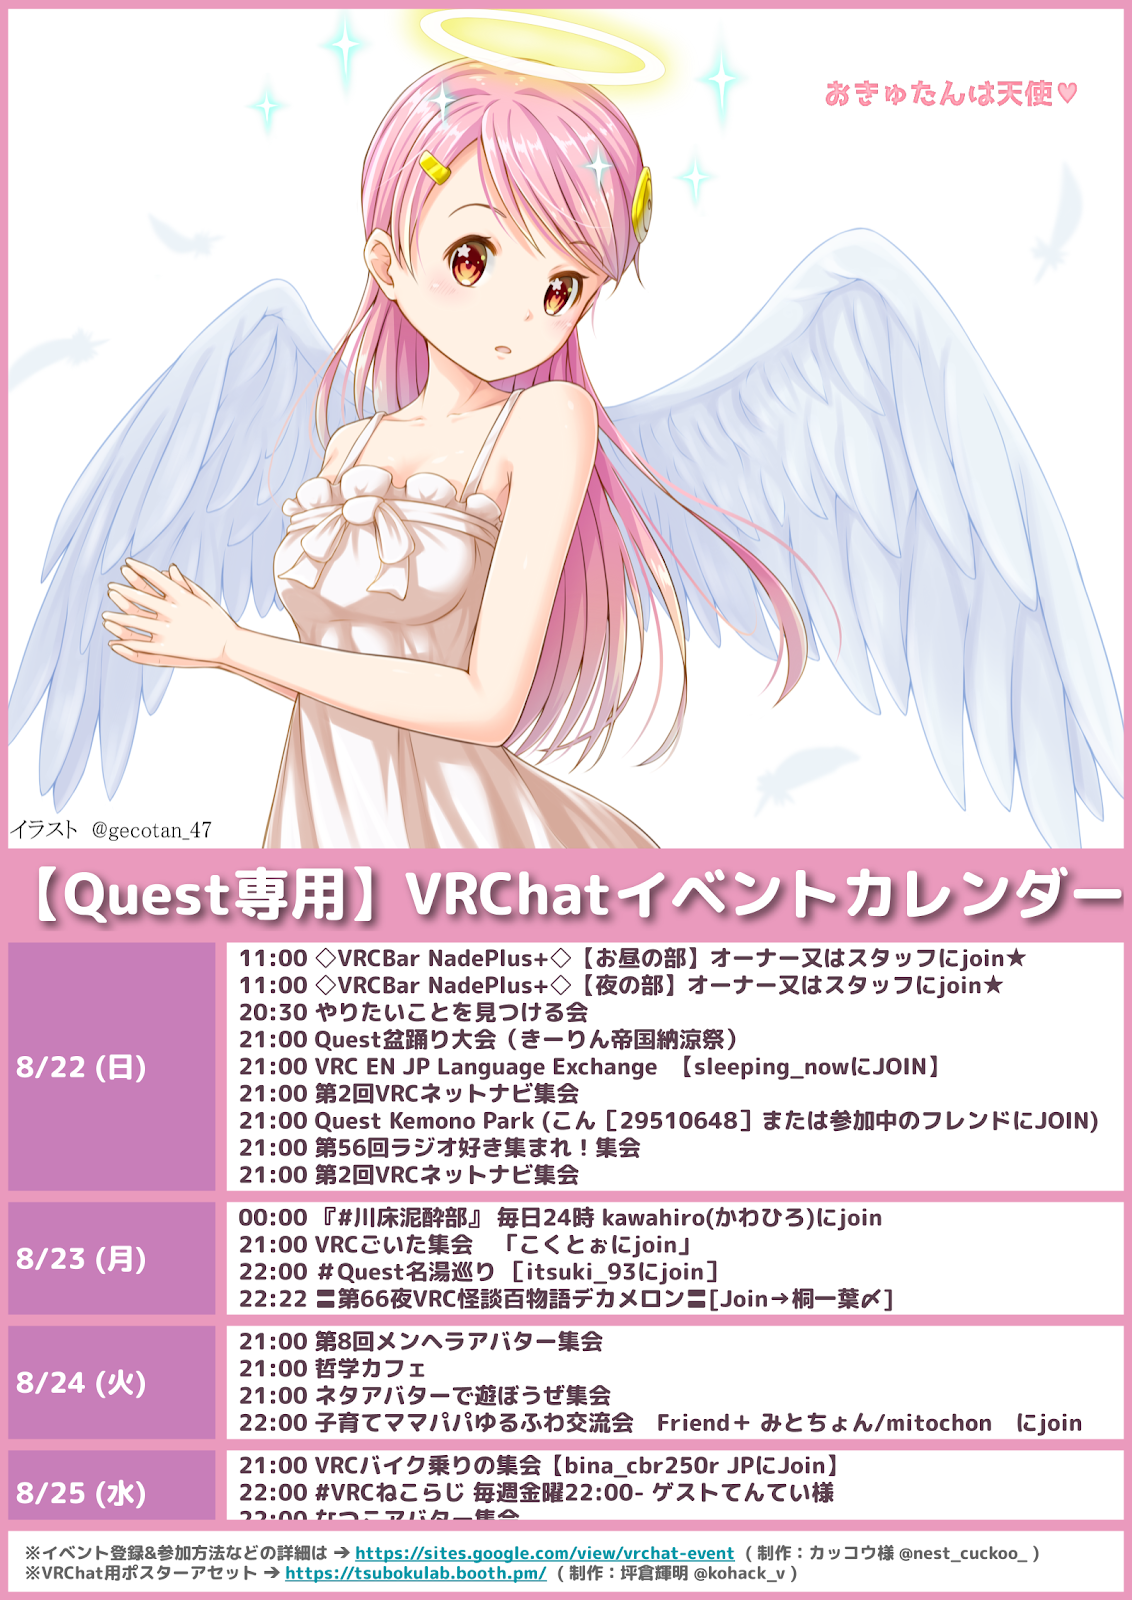 おきゅたんは天使♥
イラスト @gecotan_47
【Quest専用】VRChatイベントカレンダー
8/22 (日)
11:00 ◇VRCBar NadePlus+◇【お昼の部】オーナー又はスタッフにjoin★
11:00 ◇VRCBar NadePlus+◇【夜の部】オーナー又はスタッフにjoin★
20:30 やりたいことを見つける会
21:00 Quest盆踊り大会（きーりん帝国納涼祭）
21:00 VRC EN JP Language Exchange 【sleeping_nowにJOIN】
21:00 第2回VRCネットナビ集会
21:00 Quest Kemono Park (こん［29510648］または参加中のフレンドにJOIN)
21:00 第56回ラジオ好き集まれ！集会
21:00 第2回VRCネットナビ集会
8/23 (月)
00:00 『#川床泥酔部』 毎日24時 kawahiro(かわひろ)にjoin
21:00 VRCごいた集会 「こくとぉにjoin」
22:00 ＃Quest名湯巡り ［itsuki_93にjoin］
22:22 〓第66夜VRC怪談百物語デカメロン〓[Join→桐一葉〆]
8/24 (火)
21:00 第8回メンヘラアバター集会
21:00 哲学カフェ
21:00 ネタアバターで遊ぼうぜ集会
22:00 子育てママパパゆるふわ交流会 Friend＋ みとちょん/mitochon にjoin
8/25 (水)
21:00 VRCバイク乗りの集会【bina_cbr250r JPにJoin】
22:00 #VRCねこらじ 毎週金曜22:00- ゲストてんてい様
22:00 なつこアバター集会
※イベント登録&参加方法などの詳細は ➔ https://sites.google.com/view/vrchat-event （ 制作：カッコウ様 @nest_cuckoo_ ）
※VRChat用ポスターアセット ➔ https://tsubokulab.booth.pm/ （ 制作：坪倉輝明 @kohack_v ）